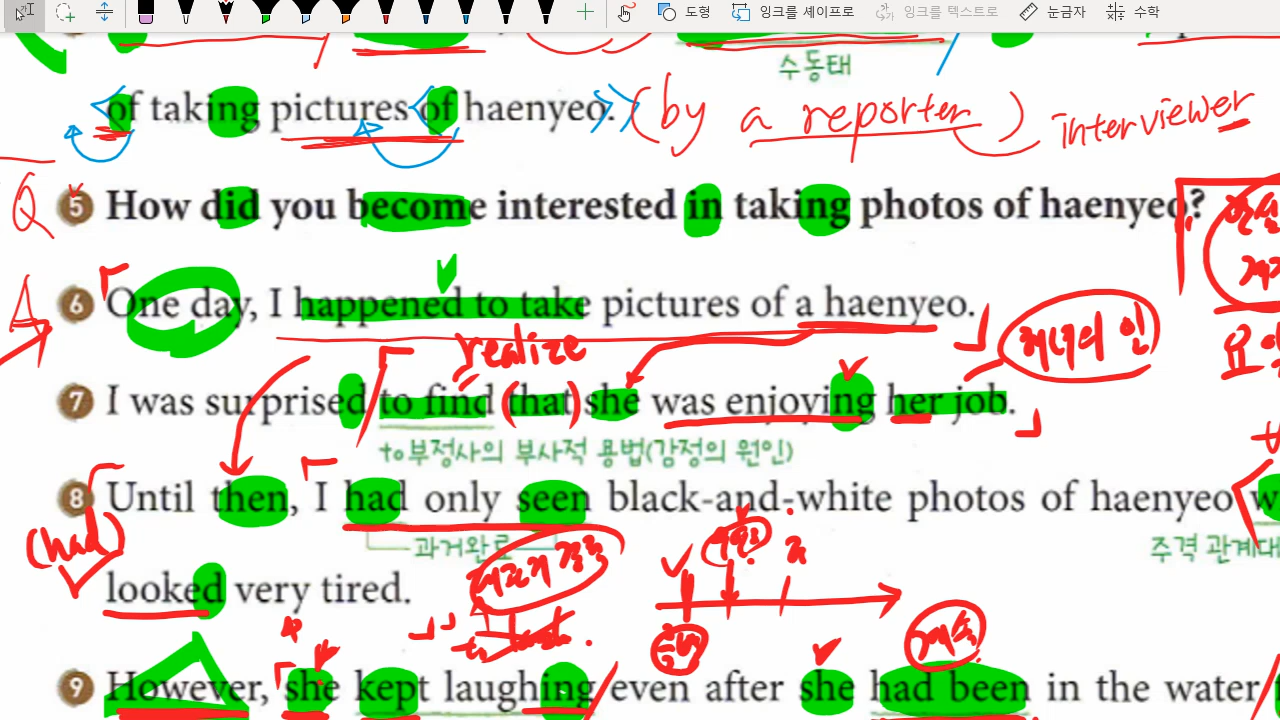 도형 잉크를 셰이프로 잉크를 텍스트로 눈금자 수학
수동태
of taking pictures of haenyeo. (by a reporter) interviewer
Q 5 How did you become interested in taking photos of haenyeo?
A 6 One day, I happened to take pictures of a haenyeo.
realize
해녀의 인
7 I was surprised to find (that) she was enjoying her job.
to부정사의 부사적 용법(감정의 원인)
8 Until then, I had only seen black-and-white photos of haenyeo w
(had)
과거완료
주격 관계대
looked very tired.
계속
9 However, she kept laughing even after she had been in the water